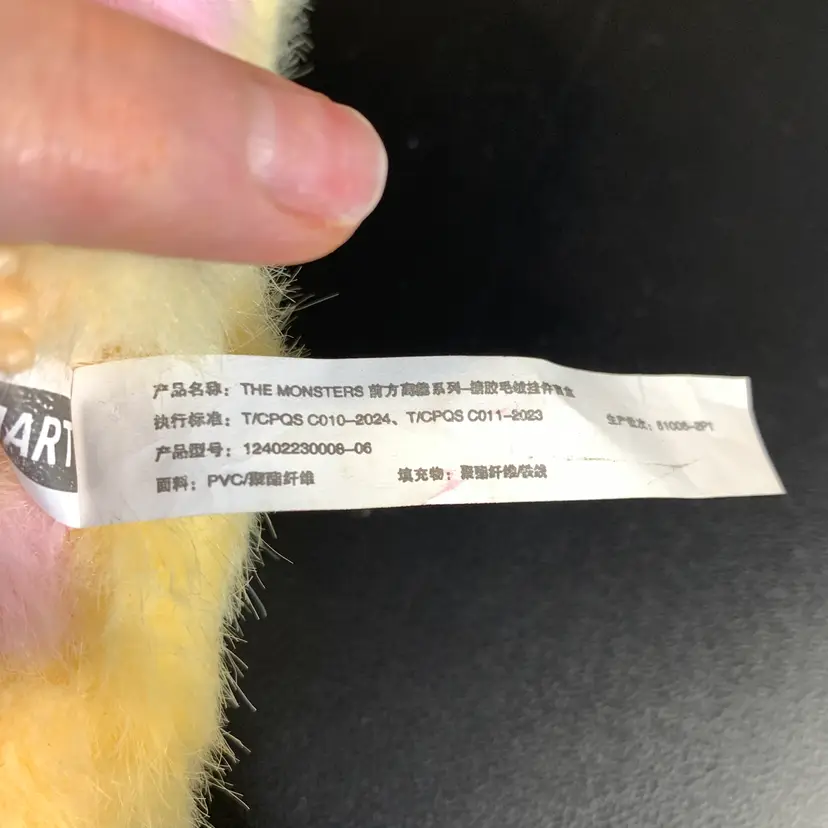 MART
产品名称：THE MONSTERS 前方高能系列-搪胶毛绒挂件盲盒
执行标准：T/CPQS C010-2024、T/CPQS C011-2023
生产批次：
产品型号：12402230008-06
面料：PVC/聚酯纤维
填充物：聚酯纤维/铁线